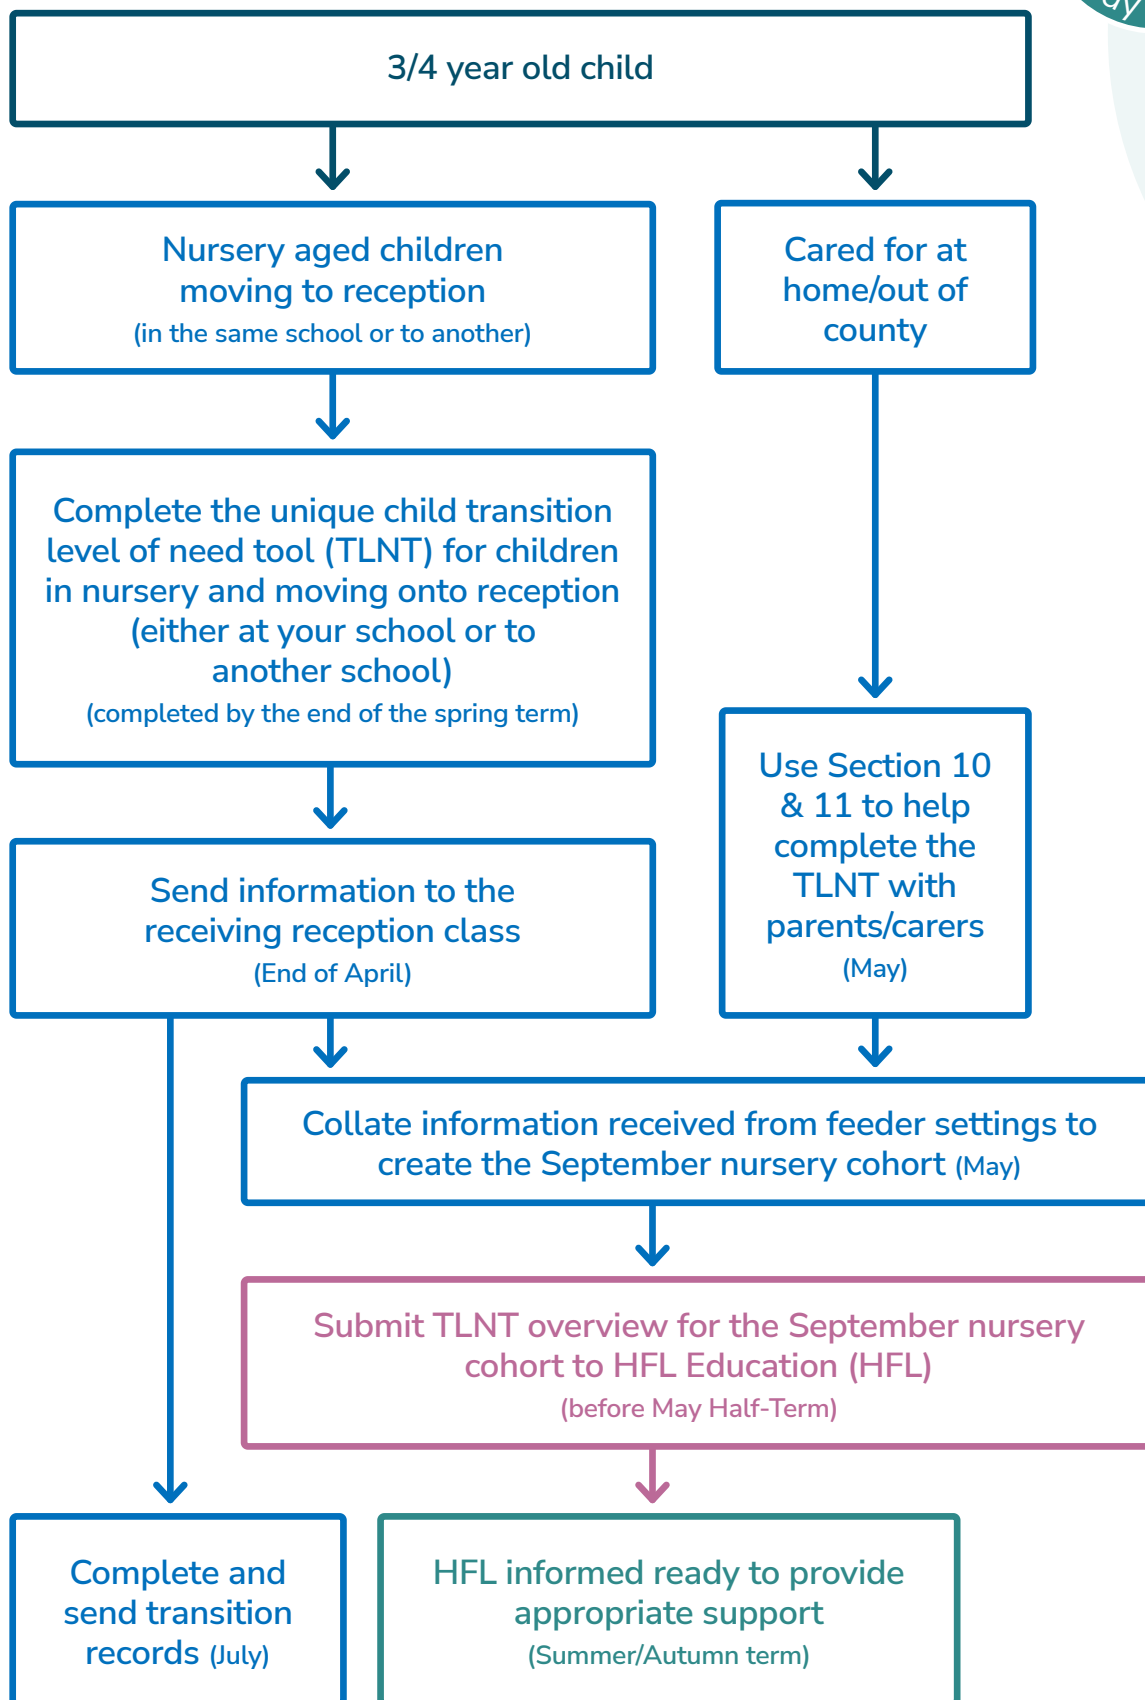 3/4 year old child
Nursery aged children
moving to reception
(in the same school or to another)
Cared for at
home/out of
county
Complete the unique child transition
level of need tool (TLNT) for children
in nursery and moving onto reception
(either at your school or to
another school)
(completed by the end of the spring term)
Use Section 10
& 11 to help
complete the
TLNT with
parents/carers
(May)
Send information to the
receiving reception class
(End of April)
Collate information received from feeder settings to
create the September nursery cohort (May)
Submit TLNT overview for the September nursery
cohort to HFL Education (HFL)
(before May Half-Term)
Complete and
send transition
records (July)
HFL informed ready to provide
appropriate support
(Summer/Autumn term)